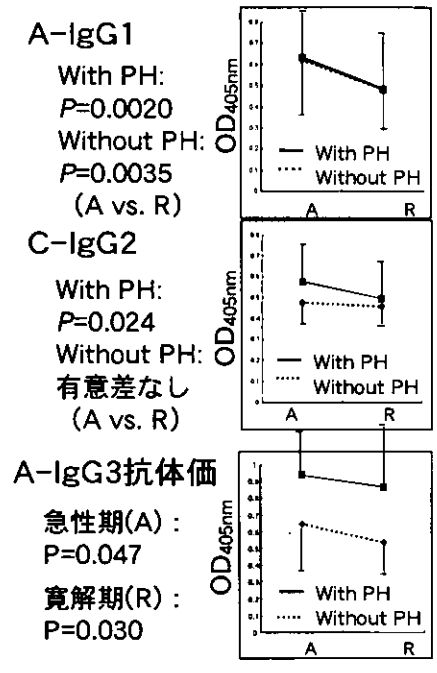 A-IgG1
With PH:
P=0.0020
Without PH:
P=0.0035
(A vs. R)
OD405nm
With PH
Without PH
A R
C-IgG2
With PH:
P=0.024
Without PH:
有意差なし
(A vs. R)
OD405nm
With PH
Without PH
A R
A-IgG3抗体価
急性期(A):
P=0.047
寛解期(R):
P=0.030
OD405nm
With PH
Without PH
A R